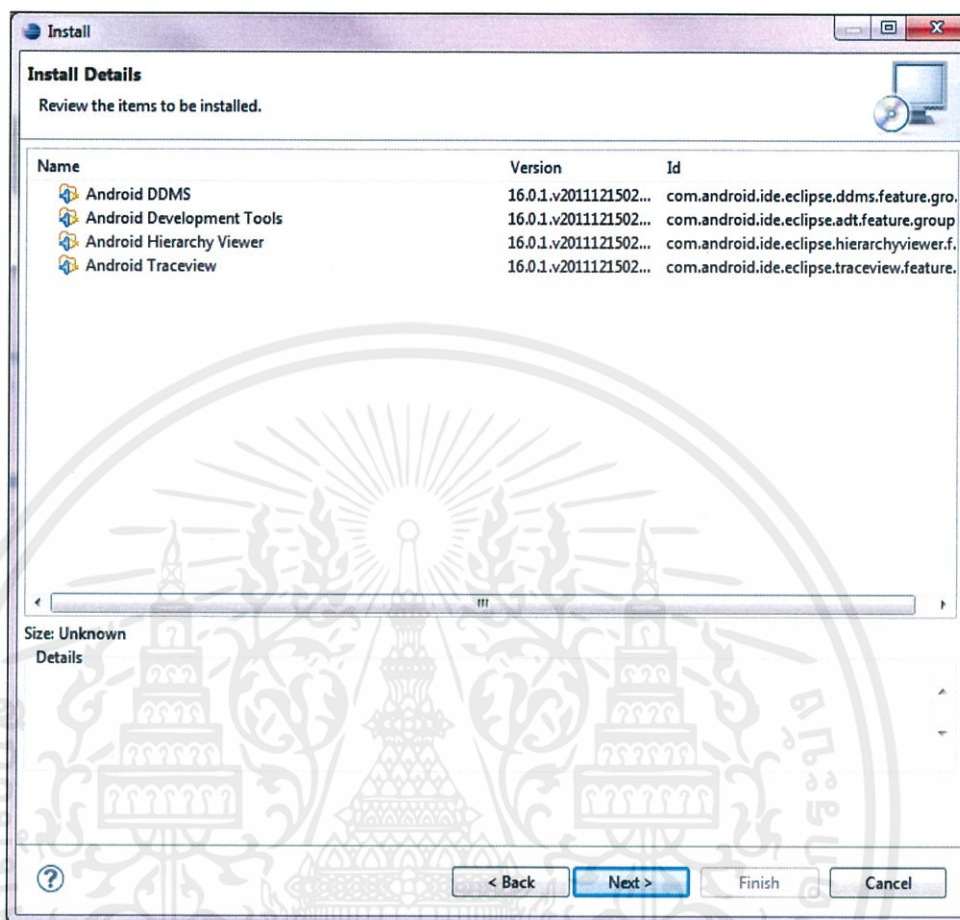 Install
Install Details
Review the items to be installed.
Name Version Id
Android DDMS 16.0.1.v2011121502... com.android.ide.eclipse.ddms.feature.gro.
Android Development Tools 16.0.1.v2011121502... com.android.ide.eclipse.adt.feature.group
Android Hierarchy Viewer 16.0.1.v2011121502... com.android.ide.eclipse.hierarchyviewer.f.
Android Traceview 16.0.1.v2011121502... com.android.ide.eclipse.traceview.feature.
Size: Unknown
Details
< Back Next > Finish Cancel